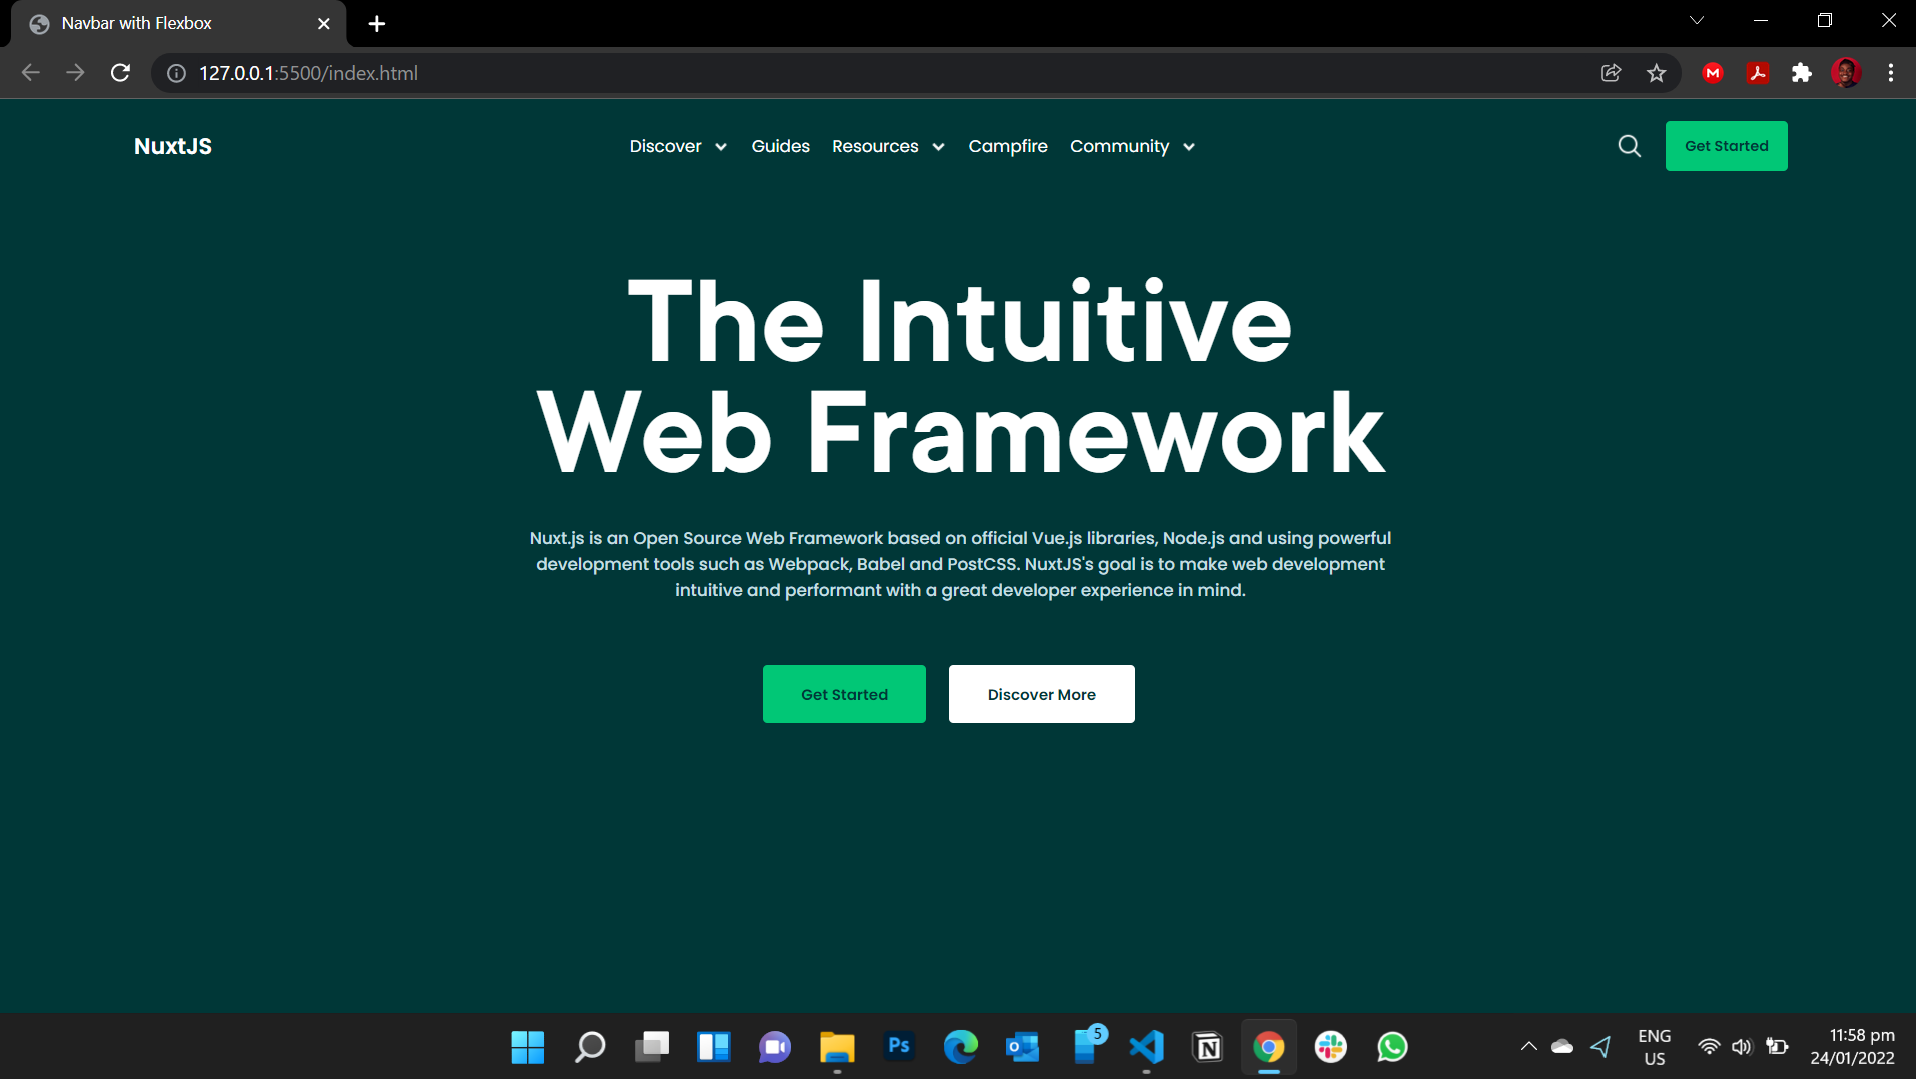 Navbar with Flexbox
127.0.0.1:5500/index.html
NuxtJS
Discover
Guides
Resources
Campfire
Community
Get Started
The Intuitive
Web Framework
Nuxt.js is an Open Source Web Framework based on official Vue.js libraries, Node.js and using powerful
development tools such as Webpack, Babel and PostCSS. NuxtJS's goal is to make web development
intuitive and performant with a great developer experience in mind.
Get Started
Discover More
Ps
5
ENG
US
11:58 pm
24/01/2022